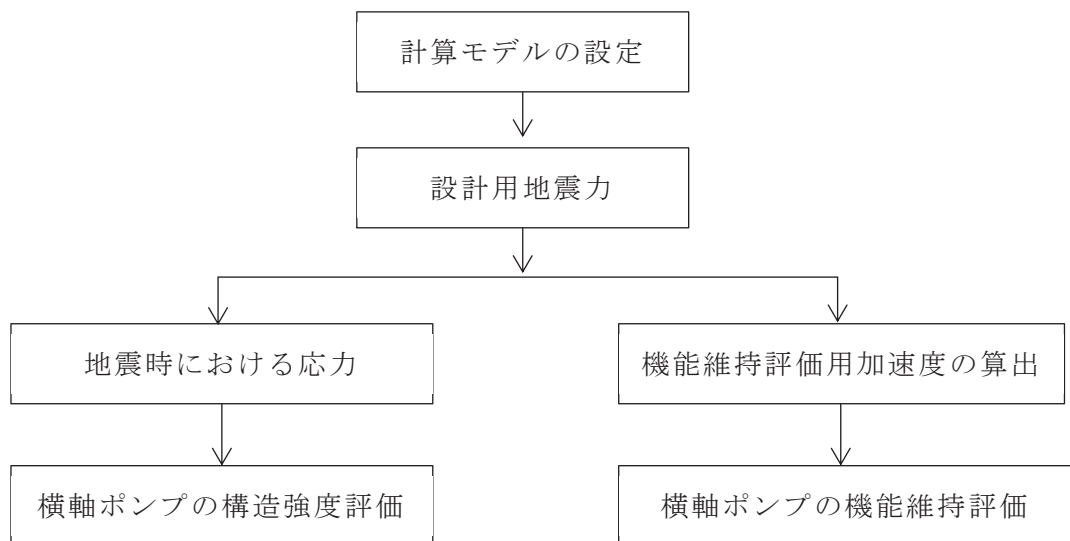 計算モデルの設定
設計用地震力
地震時における応力
機能維持評価用加速度の算出
横軸ポンプの構造強度評価
横軸ポンプの機能維持評価